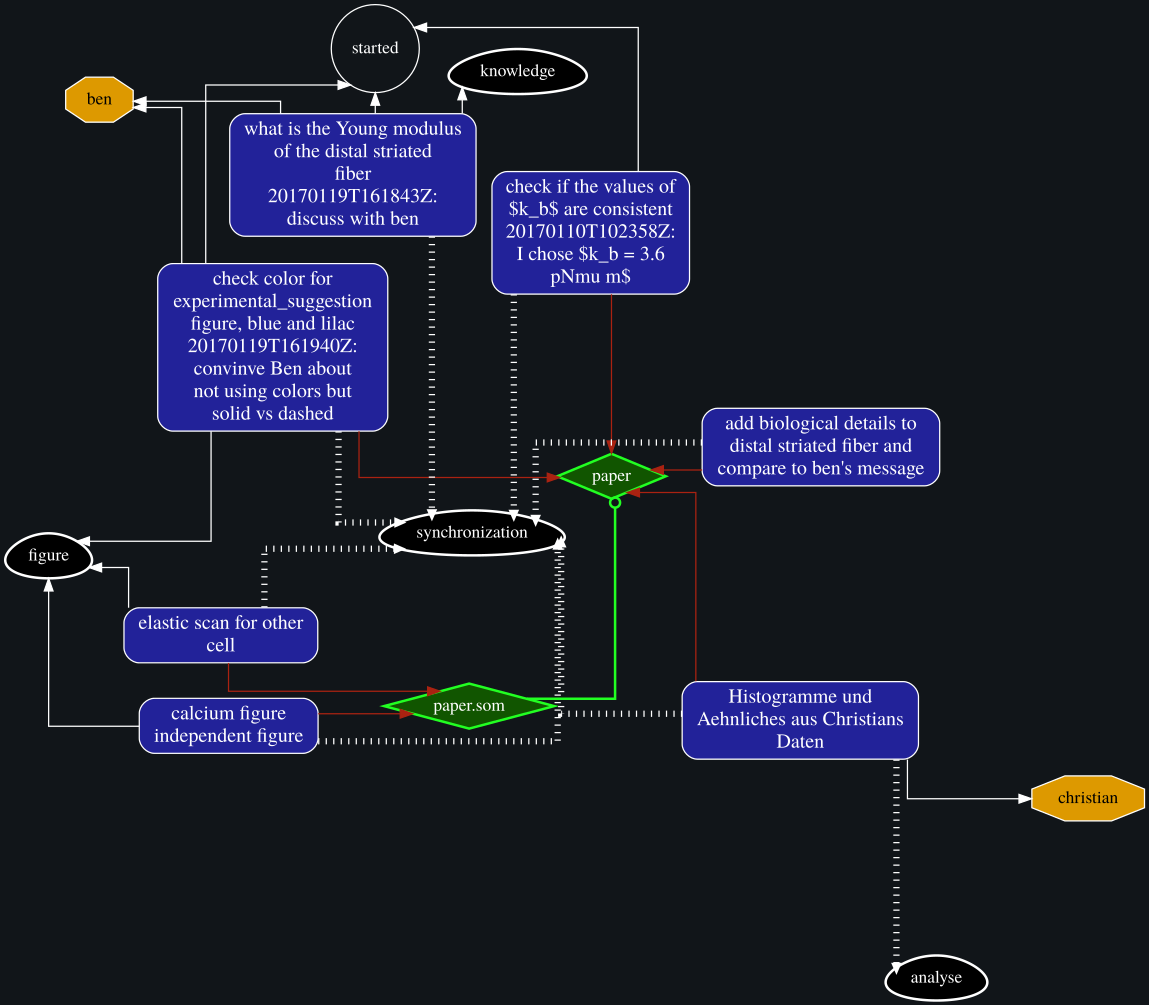 started
knowledge
ben
what is the Young modulus
of the distal striated
fiber
20170119T161843Z:
discuss with ben
check if the values of
$k_b$ are consistent
20170110T102358Z:
I chose $k_b = 3.6
pNmu m$
check color for
experimental_suggestion
figure, blue and lilac
20170119T161940Z:
convinve Ben about
not using colors but
solid vs dashed
add biological details to
distal striated fiber and
compare to ben's message
paper
synchronization
figure
elastic scan for other
cell
paper.som
calcium figure
independent figure
Histogramme und
Aehnliches aus Christians
Daten
christian
analyse